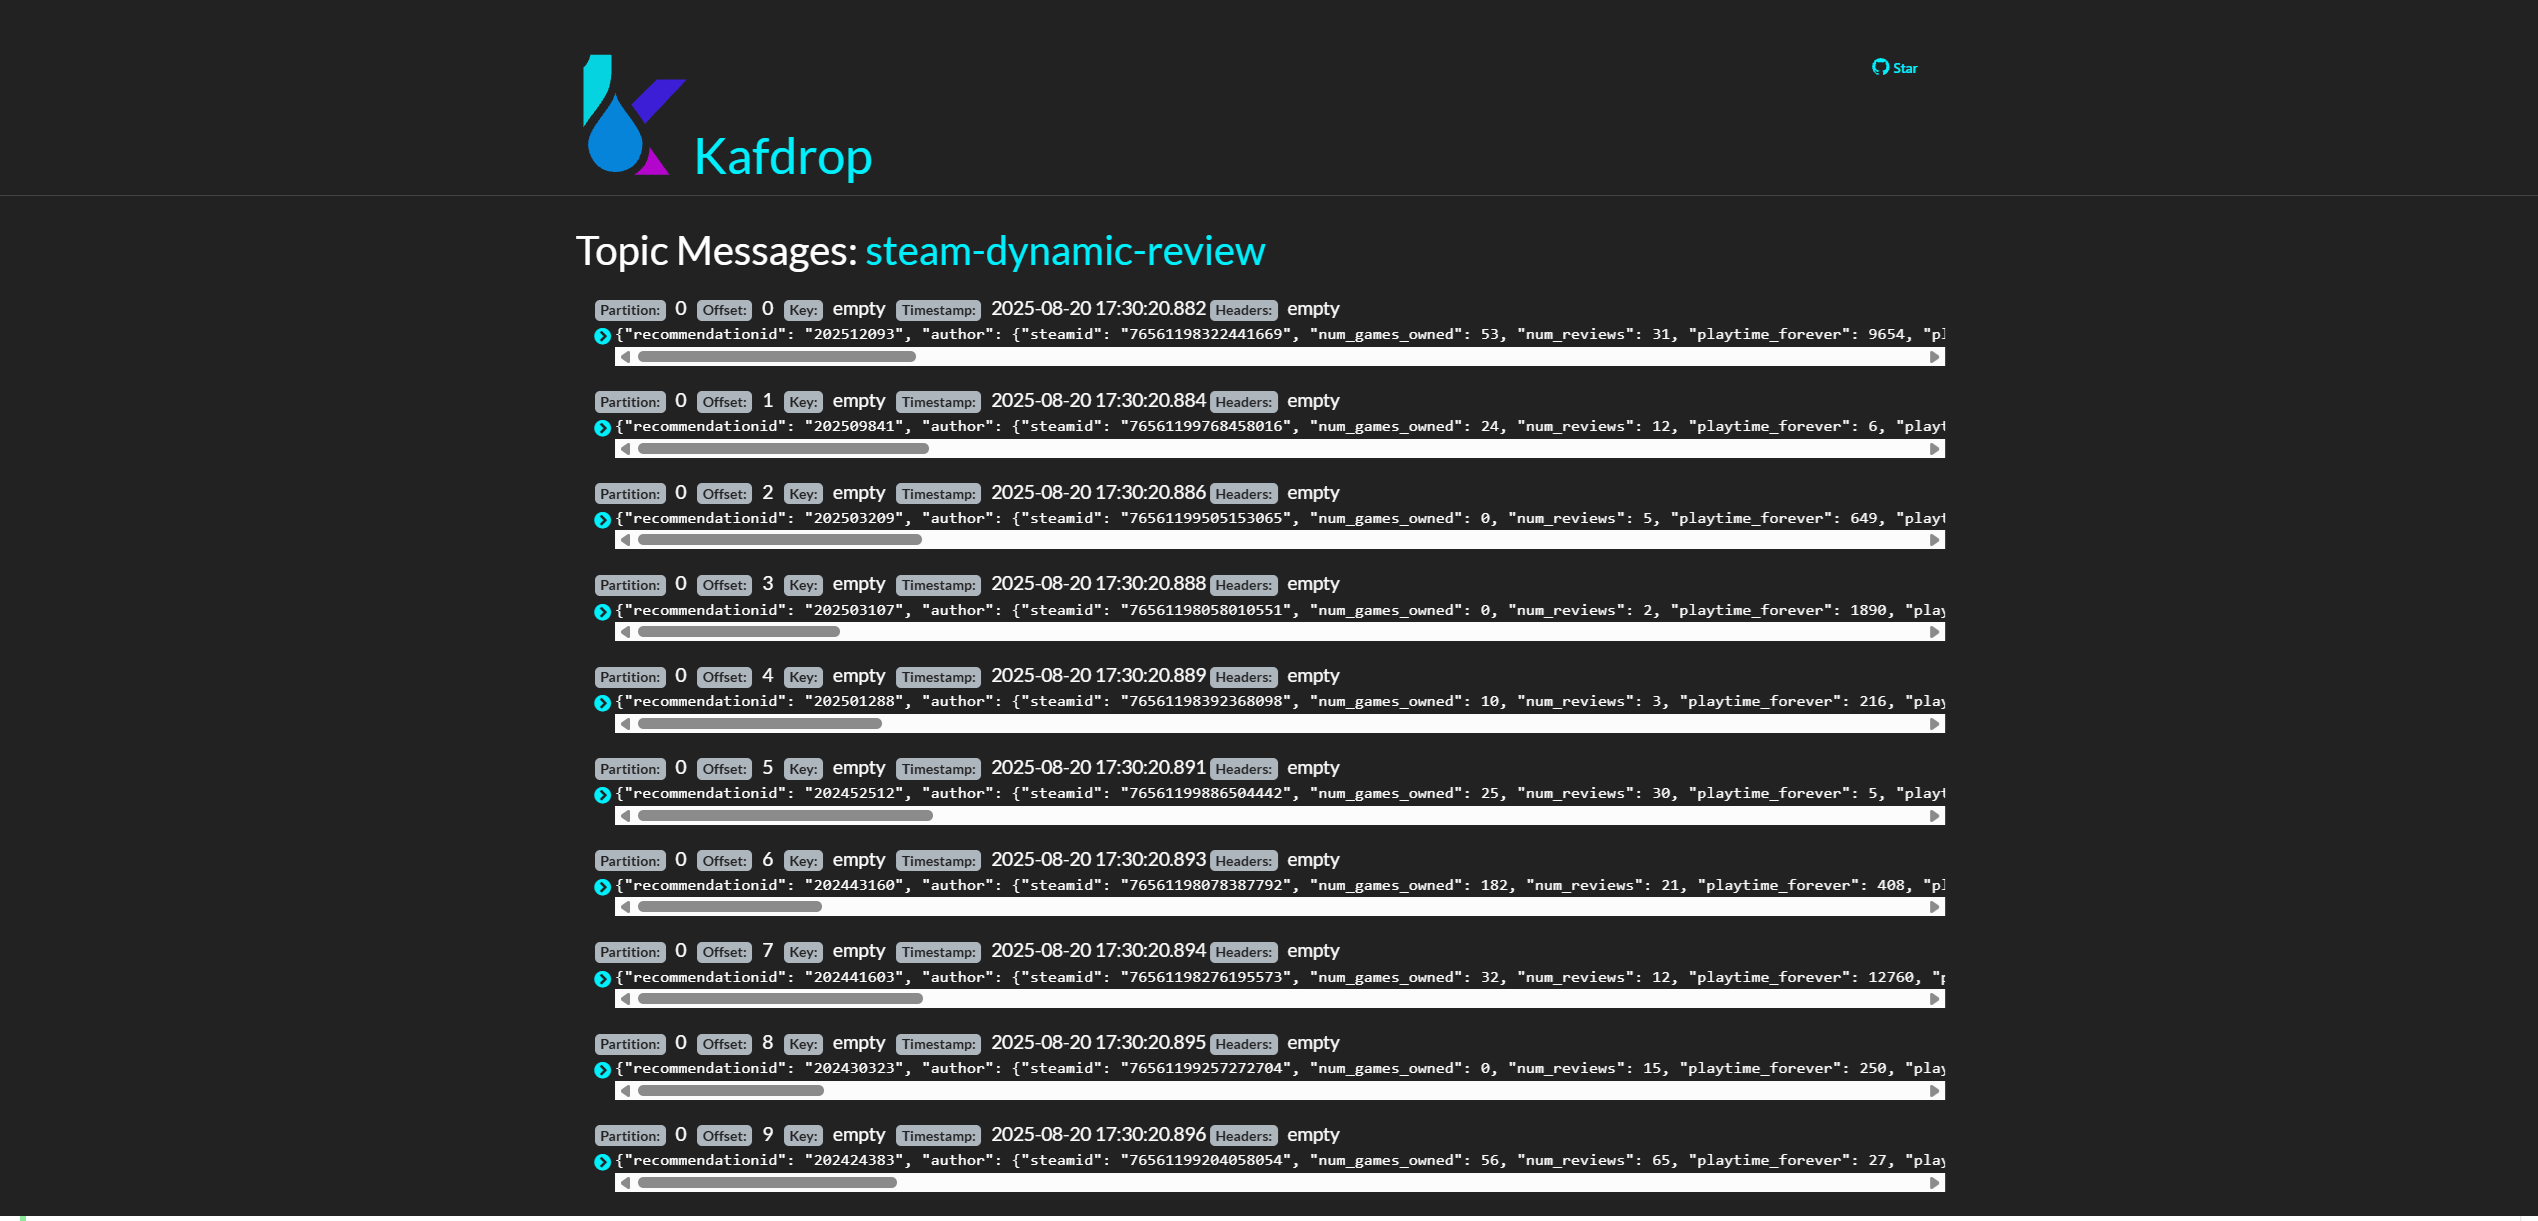 Star
Kafdrop
Topic Messages: steam-dynamic-review
Partition: 0 Offset: 0 Key: empty Timestamp: 2025-08-20 17:30:20.882 Headers: empty
{"recommendationid": "202512093", "author": {"steamid": "76561198322441669", "num_games_owned": 53, "num_reviews": 31, "playtime_forever": 9654, "pl
Partition: 0 Offset: 1 Key: empty Timestamp: 2025-08-20 17:30:20.884 Headers: empty
{"recommendationid": "202509841", "author": {"steamid": "76561199768458016", "num_games_owned": 24, "num_reviews": 12, "playtime_forever": 6, "playt
Partition: 0 Offset: 2 Key: empty Timestamp: 2025-08-20 17:30:20.886 Headers: empty
{"recommendationid": "202503209", "author": {"steamid": "76561199505153065", "num_games_owned": 0, "num_reviews": 5, "playtime_forever": 649, "playt
Partition: 0 Offset: 3 Key: empty Timestamp: 2025-08-20 17:30:20.888 Headers: empty
{"recommendationid": "202503107", "author": {"steamid": "76561198058010551", "num_games_owned": 0, "num_reviews": 2, "playtime_forever": 1890, "play
Partition: 0 Offset: 4 Key: empty Timestamp: 2025-08-20 17:30:20.889 Headers: empty
{"recommendationid": "202501288", "author": {"steamid": "76561198392368098", "num_games_owned": 10, "num_reviews": 3, "playtime_forever": 216, "play
Partition: 0 Offset: 5 Key: empty Timestamp: 2025-08-20 17:30:20.891 Headers: empty
{"recommendationid": "202452512", "author": {"steamid": "76561199886504442", "num_games_owned": 25, "num_reviews": 30, "playtime_forever": 5, "playt
Partition: 0 Offset: 6 Key: empty Timestamp: 2025-08-20 17:30:20.893 Headers: empty
{"recommendationid": "202443160", "author": {"steamid": "76561198078387792", "num_games_owned": 182, "num_reviews": 21, "playtime_forever": 408, "pl
Partition: 0 Offset: 7 Key: empty Timestamp: 2025-08-20 17:30:20.894 Headers: empty
{"recommendationid": "202441603", "author": {"steamid": "76561198276195573", "num_games_owned": 32, "num_reviews": 12, "playtime_forever": 12760, "p
Partition: 0 Offset: 8 Key: empty Timestamp: 2025-08-20 17:30:20.895 Headers: empty
{"recommendationid": "202430323", "author": {"steamid": "76561199257272704", "num_games_owned": 0, "num_reviews": 15, "playtime_forever": 250, "play
Partition: 0 Offset: 9 Key: empty Timestamp: 2025-08-20 17:30:20.896 Headers: empty
{"recommendationid": "202424383", "author": {"steamid": "76561199204058054", "num_games_owned": 56, "num_reviews": 65, "playtime_forever": 27, "play